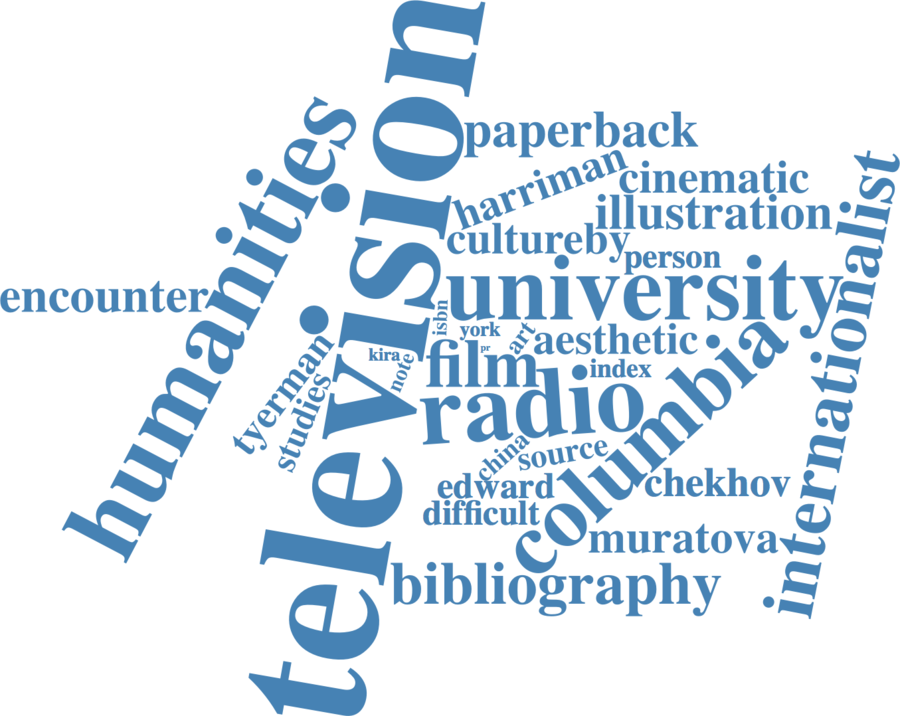 television
humanities
encounter
paperback
harriman
cinematic
illustration
cultureby
person
university
internationalist
isbn
york
art
aesthetic
kira
pr
note
film
index
tyerman
studies
radio
columbia
china
source
edward
chekhov
difficult
muratova
bibliography